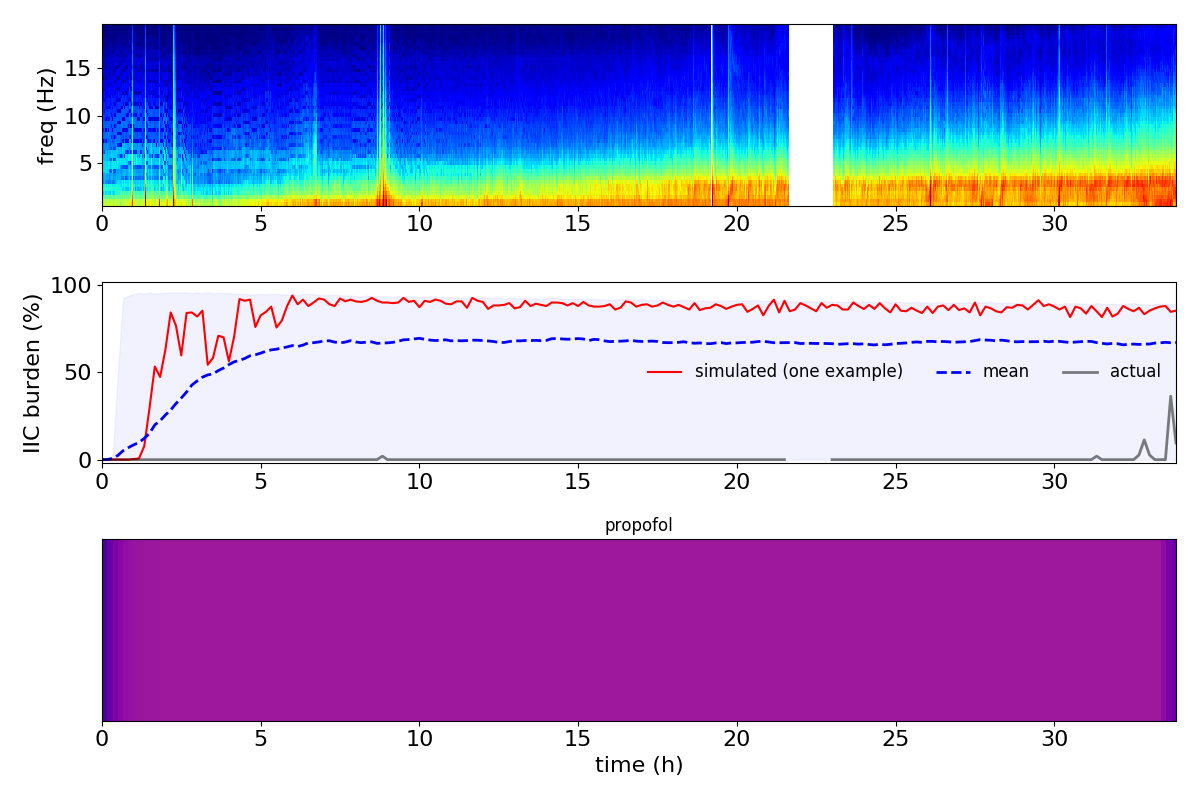 freq (Hz)
15
10
5
0 5 10 15 20 25 30
IIC burden (%)
100
50
0
simulated (one example) mean actual
0 5 10 15 20 25 30
propofol
0 5 10 15 20 25 30
time (h)